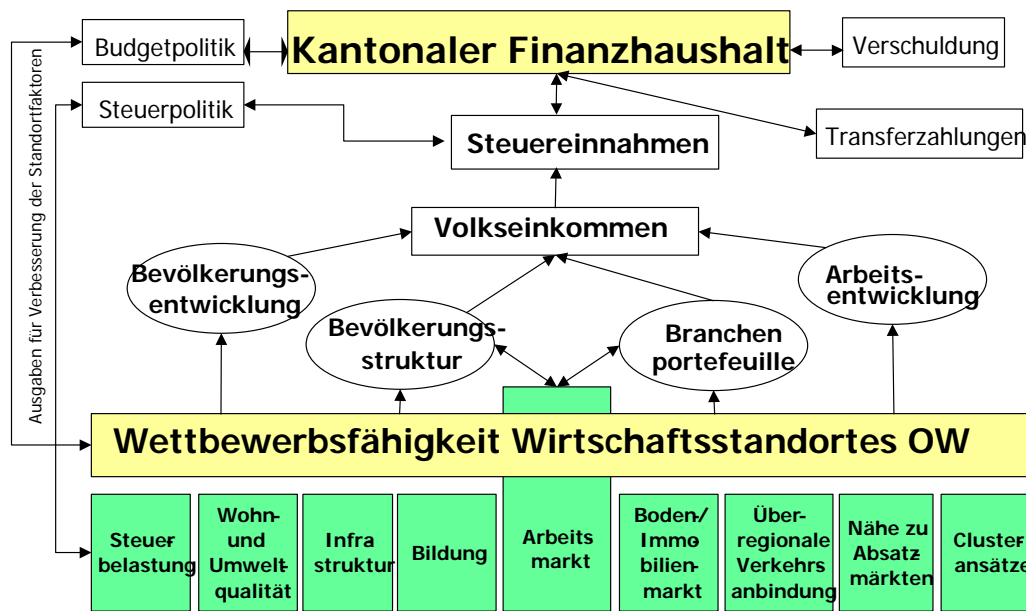 Budgetpolitik
Kantonaler Finanzhaushalt
Verschuldung
Steuerpolitik
Steuereinnahmen
Transferzahlungen
Ausgaben für Verbesserung der Standortfaktoren
Volkseinkommen
Bevölkerungs-
entwicklung
Arbeits-
entwicklung
Bevölkerungs-
struktur
Branchen
portefeuille
Wettbewerbsfähigkeit Wirtschaftsstandortes OW
Steuer-
belastung
Wohn-
und
Umwelt-
qualität
Infra
struktur
Bildung
Arbeits
markt
Boden/
Immo
bilien-
markt
Über-
regionale
Verkehrs
anbindung
Nähe zu
Absatz
märkten
Cluster
ansätze